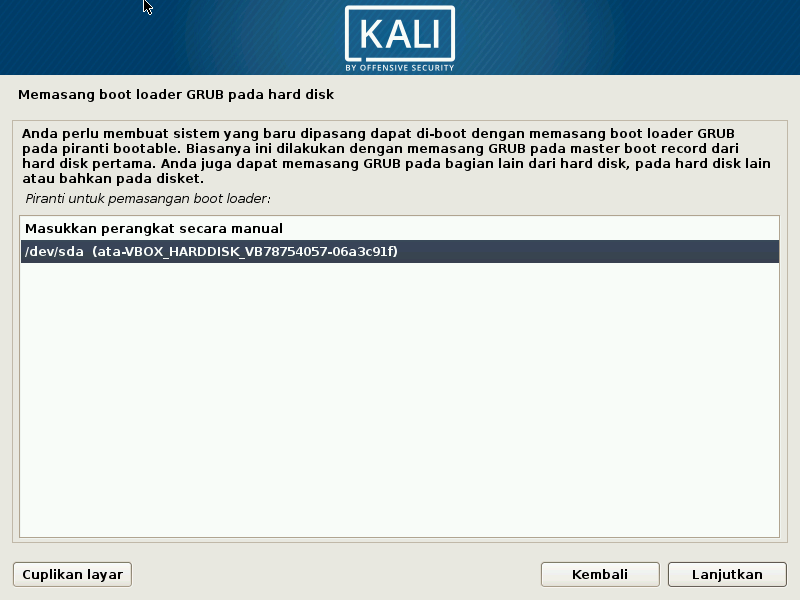 KALI
BY OFFENSIVE SECURITY
Memasang boot loader GRUB pada hard disk
Anda perlu membuat sistem yang baru dipasang dapat di-boot dengan memasang boot loader GRUB
pada piranti bootable. Biasanya ini dilakukan dengan memasang GRUB pada master boot record dari
hard disk pertama. Anda juga dapat memasang GRUB pada bagian lain dari hard disk, pada hard disk lain
atau bahkan pada disket.
Piranti untuk pemasangan boot loader:
Masukkan perangkat secara manual
/dev/sda (ata-VBOX_HARDDISK_VB78754057-06a3c91f)
Cuplikan layar
Kembali
Lanjutkan